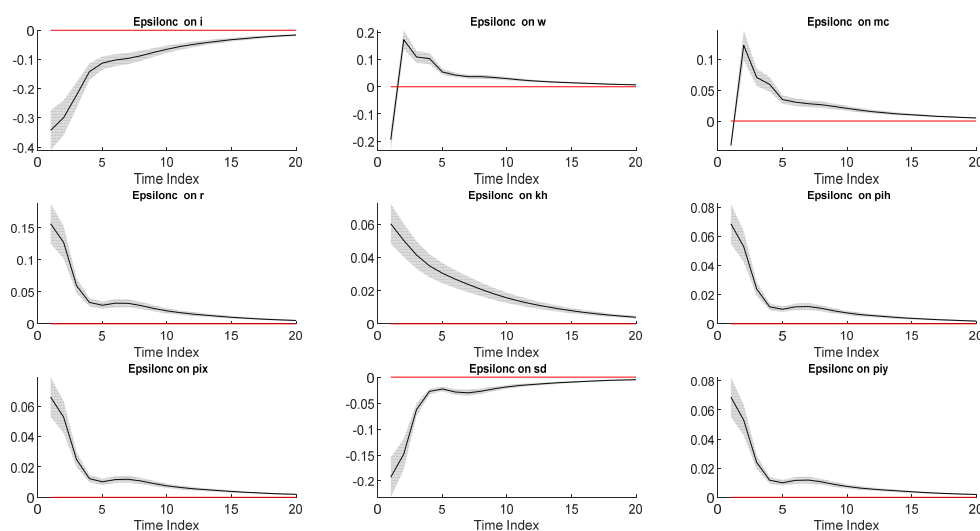 Epsilonc on i
Epsilonc on w
Epsilonc on mc
0
-0.1
-0.2
-0.3
-0.4
0.2
0.1
0
-0.1
-0.2
0.1
0.05
0
0 5 10 15 20
0 5 10 15 20
0 5 10 15 20
Time Index
Time Index
Time Index
Epsilonc on r
Epsilonc on kh
Epsilonc on pih
0.15
0.1
0.05
0
0.06
0.04
0.02
0
0.08
0.06
0.04
0.02
0
0 5 10 15 20
0 5 10 15 20
0 5 10 15 20
Time Index
Time Index
Time Index
Epsilonc on pix
Epsilonc on sd
Epsilonc on piy
0.06
0.04
0.02
0
0
-0.05
-0.1
-0.15
-0.2
0.08
0.06
0.04
0.02
0
0 5 10 15 20
0 5 10 15 20
0 5 10 15 20
Time Index
Time Index
Time Index